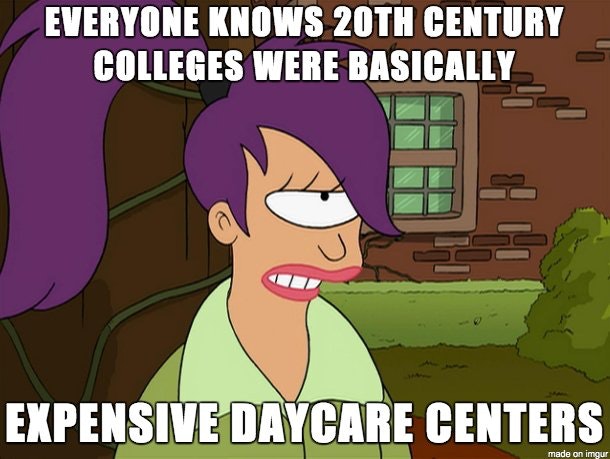 EVERYONE KNOWS 20TH CENTURY
COLLEGES WERE BASICALLY
EXPENSIVE DAYCARE CENTERS
made on imgur